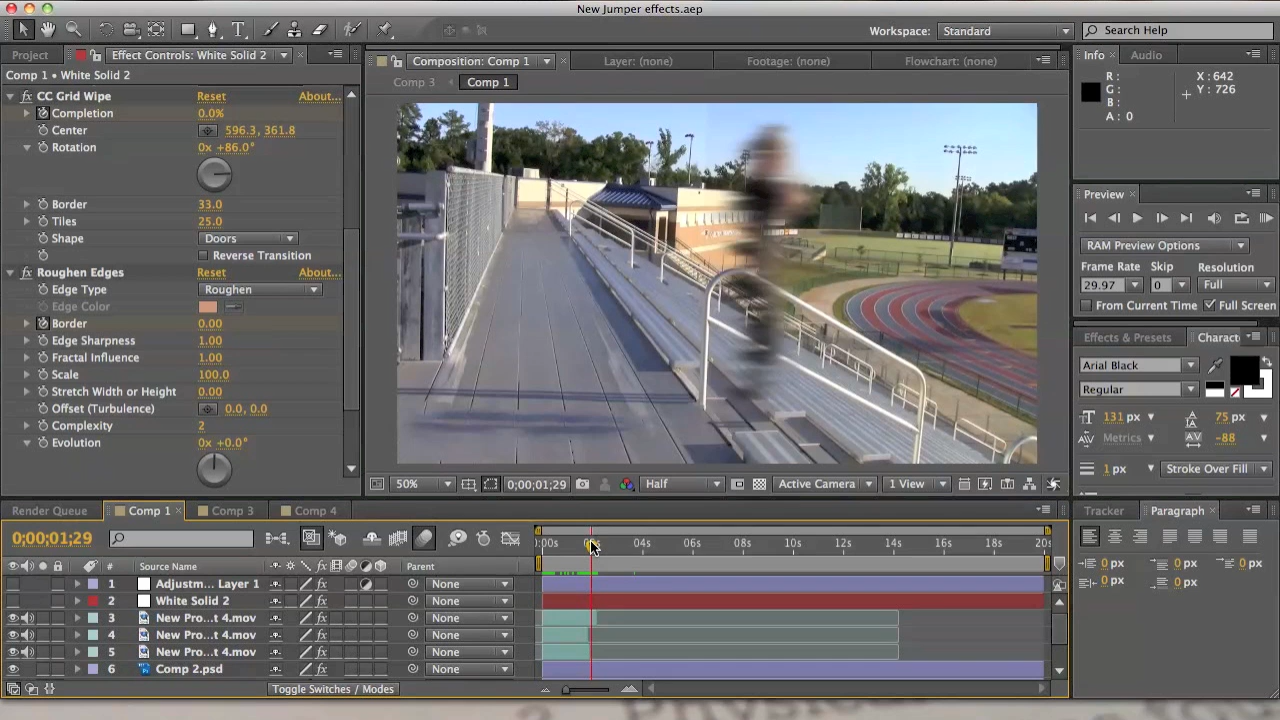 New Jumper effects.aep
Workspace: Standard
Search Help
Project
Effect Controls: White Solid 2
Comp 1 • White Solid 2
CC Grid Wipe Reset About...
Completion 0.0%
Center 596.3, 361.8
Rotation 0x +86.0°
Border 33.0
Tiles 25.0
Shape Doors
Reverse Transition
Roughen Edges Reset About...
Edge Type Roughen
Edge Color
Border 0.00
Edge Sharpness 1.00
Fractal Influence 1.00
Scale 100.0
Stretch Width or Height 0.00
Offset (Turbulence) 0.0, 0.0
Complexity 2
Evolution 0x +0.0°
Composition: Comp 1
Layer: (none)
Footage: (none)
Flowchart: (none)
Comp 3 Comp 1
50% 0;00;01;29 Half Active Camera 1 View
Info Audio
R: X: 642
G: Y: 726
B:
A: 0
Preview
RAM Preview Options
Frame Rate Skip Resolution
29.97 0 Full
From Current Time Full Screen
Effects & Presets Charact
Arial Black
Regular
131 px 75 px
Metrics -88
1 px Stroke Over Fill
Render Queue Comp 1 Comp 3 Comp 4
0;00;01;29
):00s 04s 06s 08s 10s 12s 14s 16s 18s 20s
# Source Name Parent
1 Adjustm... Layer 1 None
2 White Solid 2 None
3 New Pro...t 4.mov None
4 New Pro...t 4.mov None
5 New Pro...t 4.mov None
6 Comp 2.psd None
Toggle Switches / Modes
Tracker Paragraph
0 px 0 px 0 px
0 px 0 px